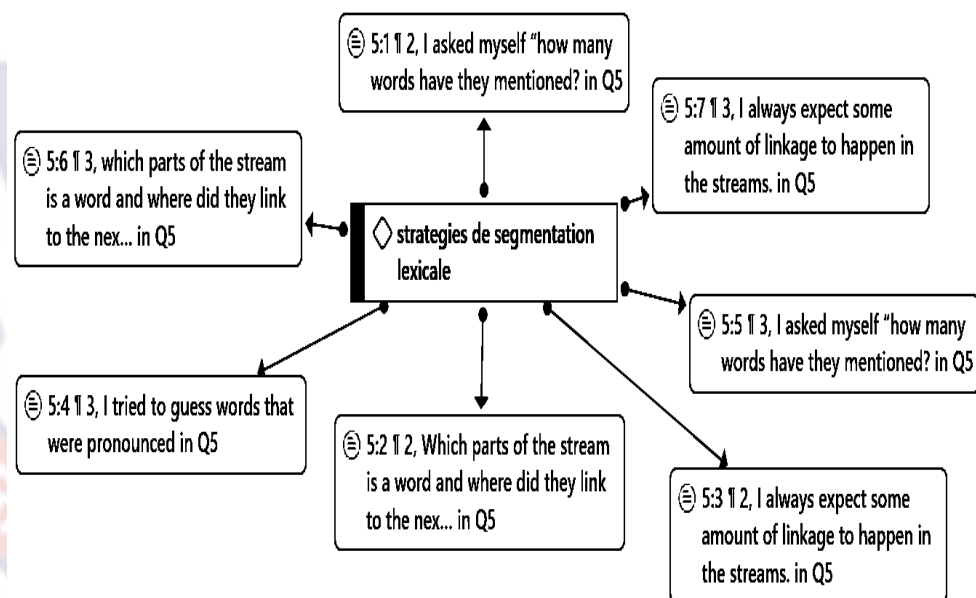 5:1 ¶ 2, I asked myself “how many
words have they mentioned? in Q5
5:7 ¶ 3, I always expect some
amount of linkage to happen in
the streams. in Q5
5:6 ¶ 3, which parts of the stream
is a word and where did they link
to the nex... in Q5
strategies de segmentation
lexicale
5:5 ¶ 3, I asked myself “how many
words have they mentioned? in Q5
5:4 ¶ 3, I tried to guess words that
were pronounced in Q5
5:2 ¶ 2, Which parts of the stream
is a word and where did they link
to the nex... in Q5
5:3 ¶ 2, I always expect some
amount of linkage to happen in
the streams. in Q5